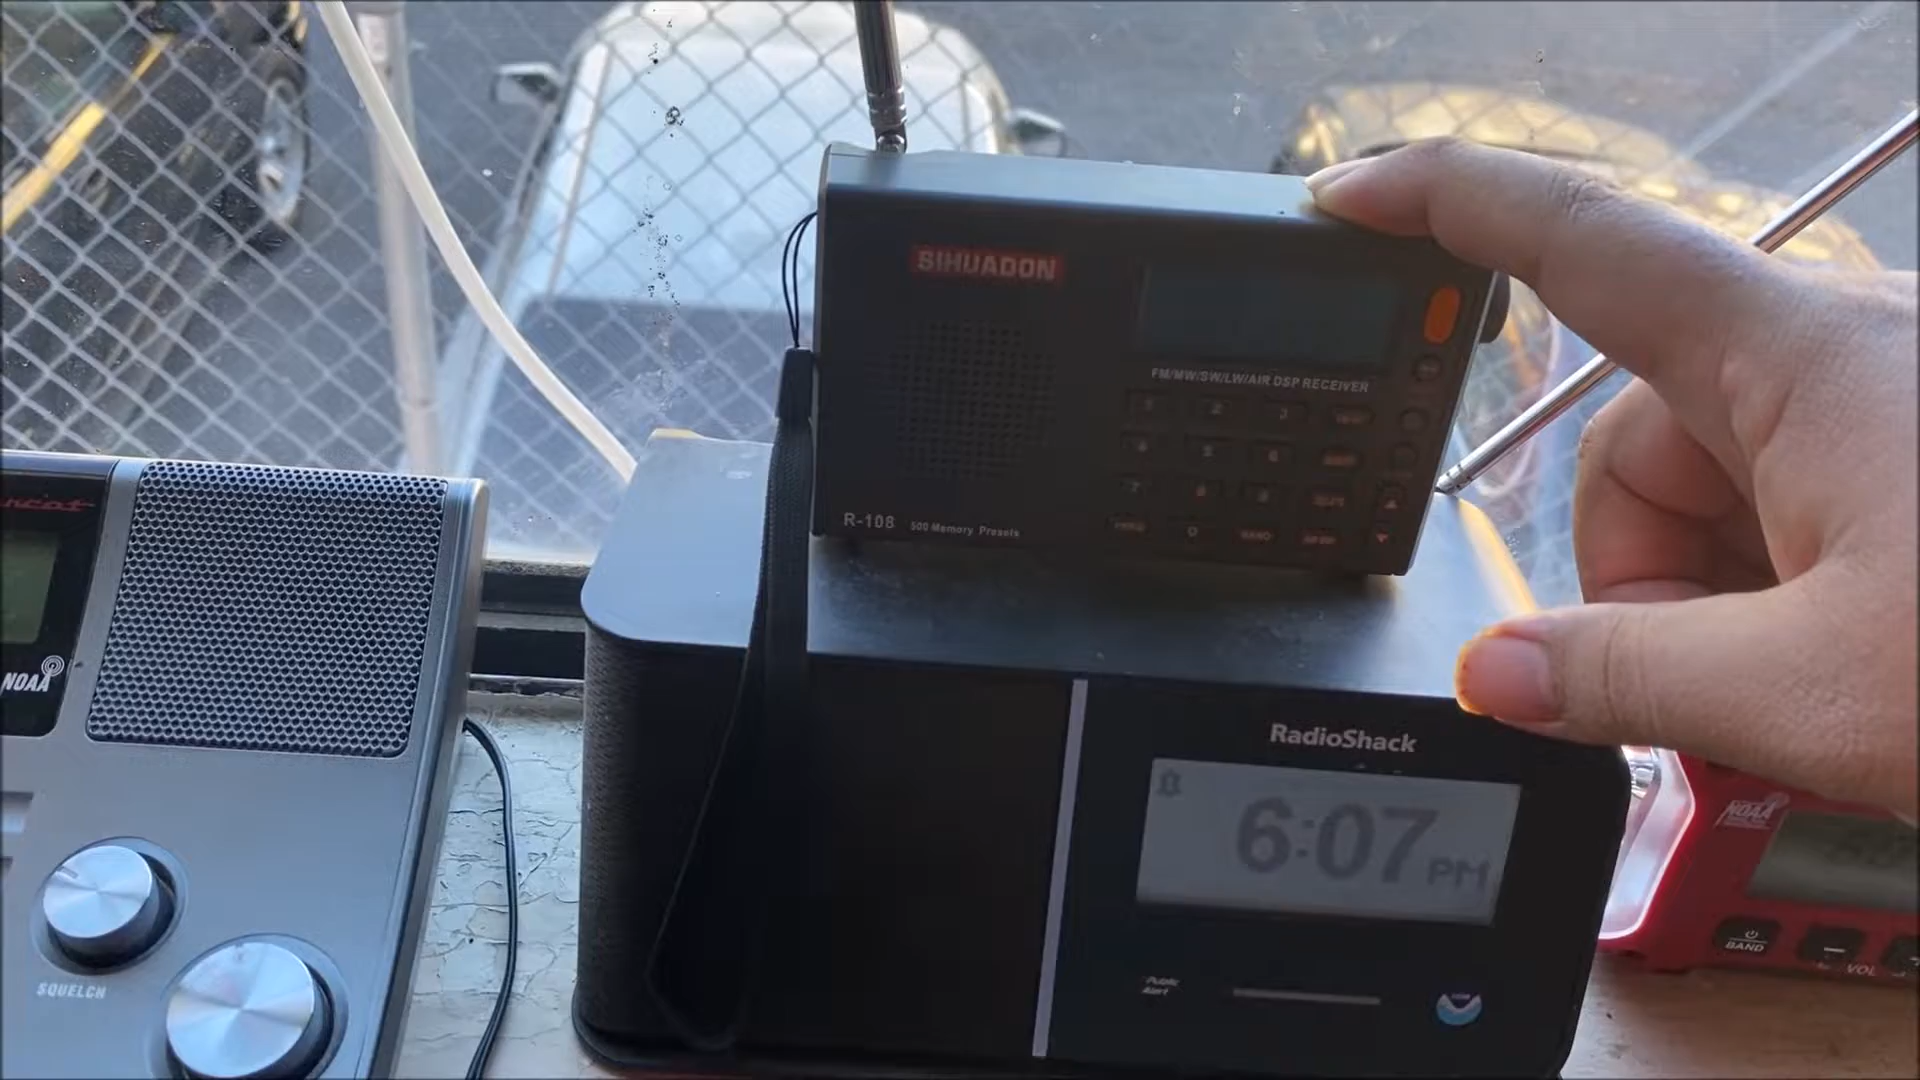 SIHUADON
FM/MW/SW/LW/AIR DSP RECEIVER
1 2 3
4 5 6
7 8 9
0 BAND
R-108 500 Memory Presets
NOAA
SQUELCH
RadioShack
6:07 PM
Public
Alert
NOAA
BAND
VOL